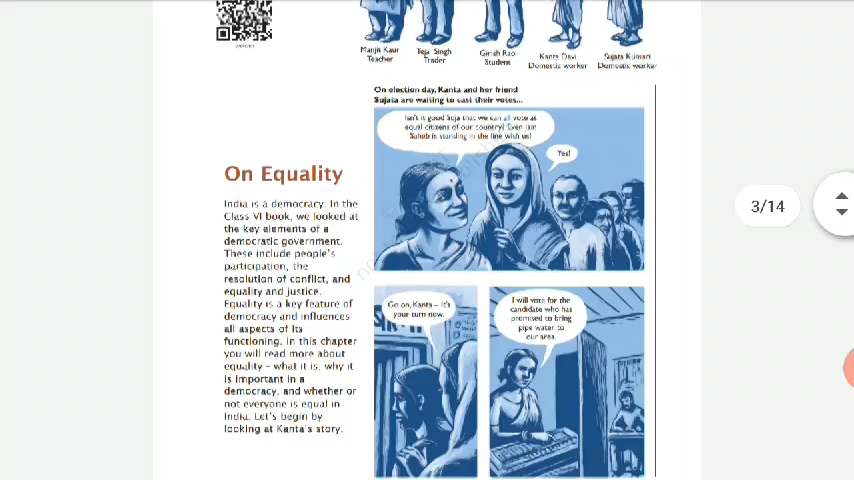 Manjit Kaur
Teacher
Teja Singh
Trader
Girish Rao
Student
Kanta Davi
Domestic worker
Sujata Kumari
Domestic worker
On election day, Kanta and her friend
Sujata are waiting to cast their votes...
Isn't is good Suja that we can all vote as
equal citizens of our country! Even Jain
Saheb is standing in the line with us!
Yes!
On Equality
India is a democracy. In the
Class VI book, we looked at
the key elements of a
democratic government.
These include people's
participation, the
resolution of conflict, and
equality and justice.
Equality is a key feature of
democracy and influences
all aspects of its
functioning. In this chapter
you will read more about
equality – what it is, why it
is important in a
democracy, and whether or
not everyone is equal in
India. Let's begin by
looking at Kanta's story.
Go on, Kanta – it's
your turn now.
I will vote for the
candidate who has
promised to bring
pipe water to
our area.
3/14